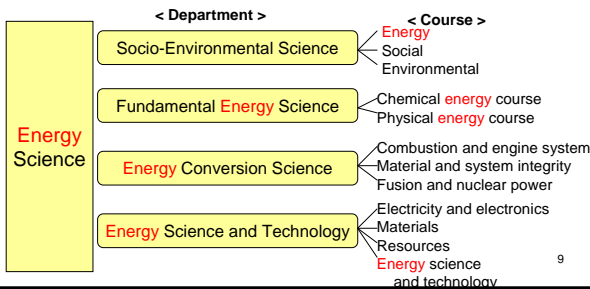 < Department >
< Course >
Energy
Science
Socio-Environmental Science
Energy
Social
Environmental
Fundamental Energy Science
Chemical energy course
Physical energy course
Energy Conversion Science
Combustion and engine system
Material and system integrity
Fusion and nuclear power
Energy Science and Technology
Electricity and electronics
Materials
Resources
Energy science
and technology
9